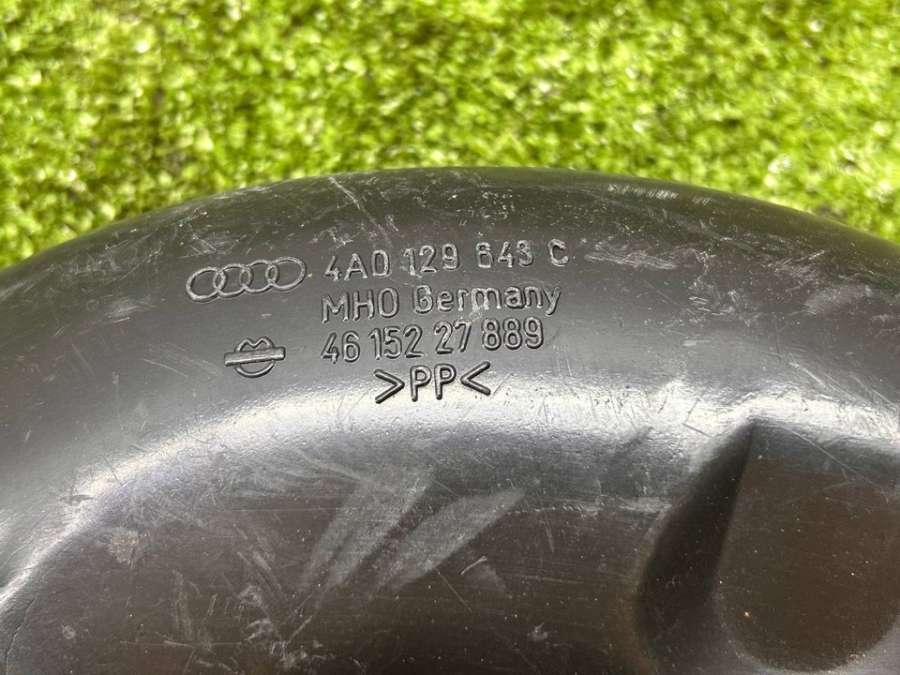 4A0 129 643 C
MHO Germany
46 152 27 889
>PP<